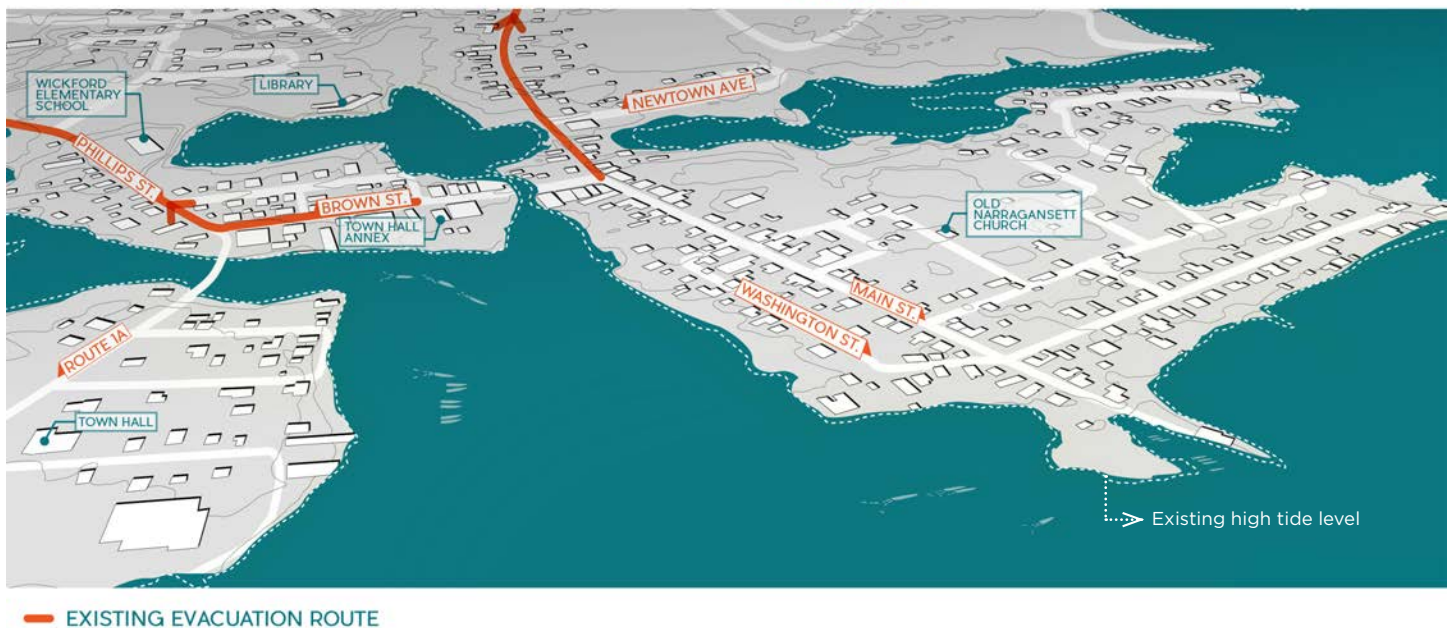 WICKFORD
ELEMENTARY
SCHOOL
LIBRARY
NEWTOWN AVE.
PHILLIPS ST.
BROWN ST.
TOWN HALL
ANNEX
OLD
NARRAGANSETT
CHURCH
MAIN ST.
WASHINGTON ST.
ROUTE 1A
TOWN HALL
Existing high tide level
EXISTING EVACUATION ROUTE